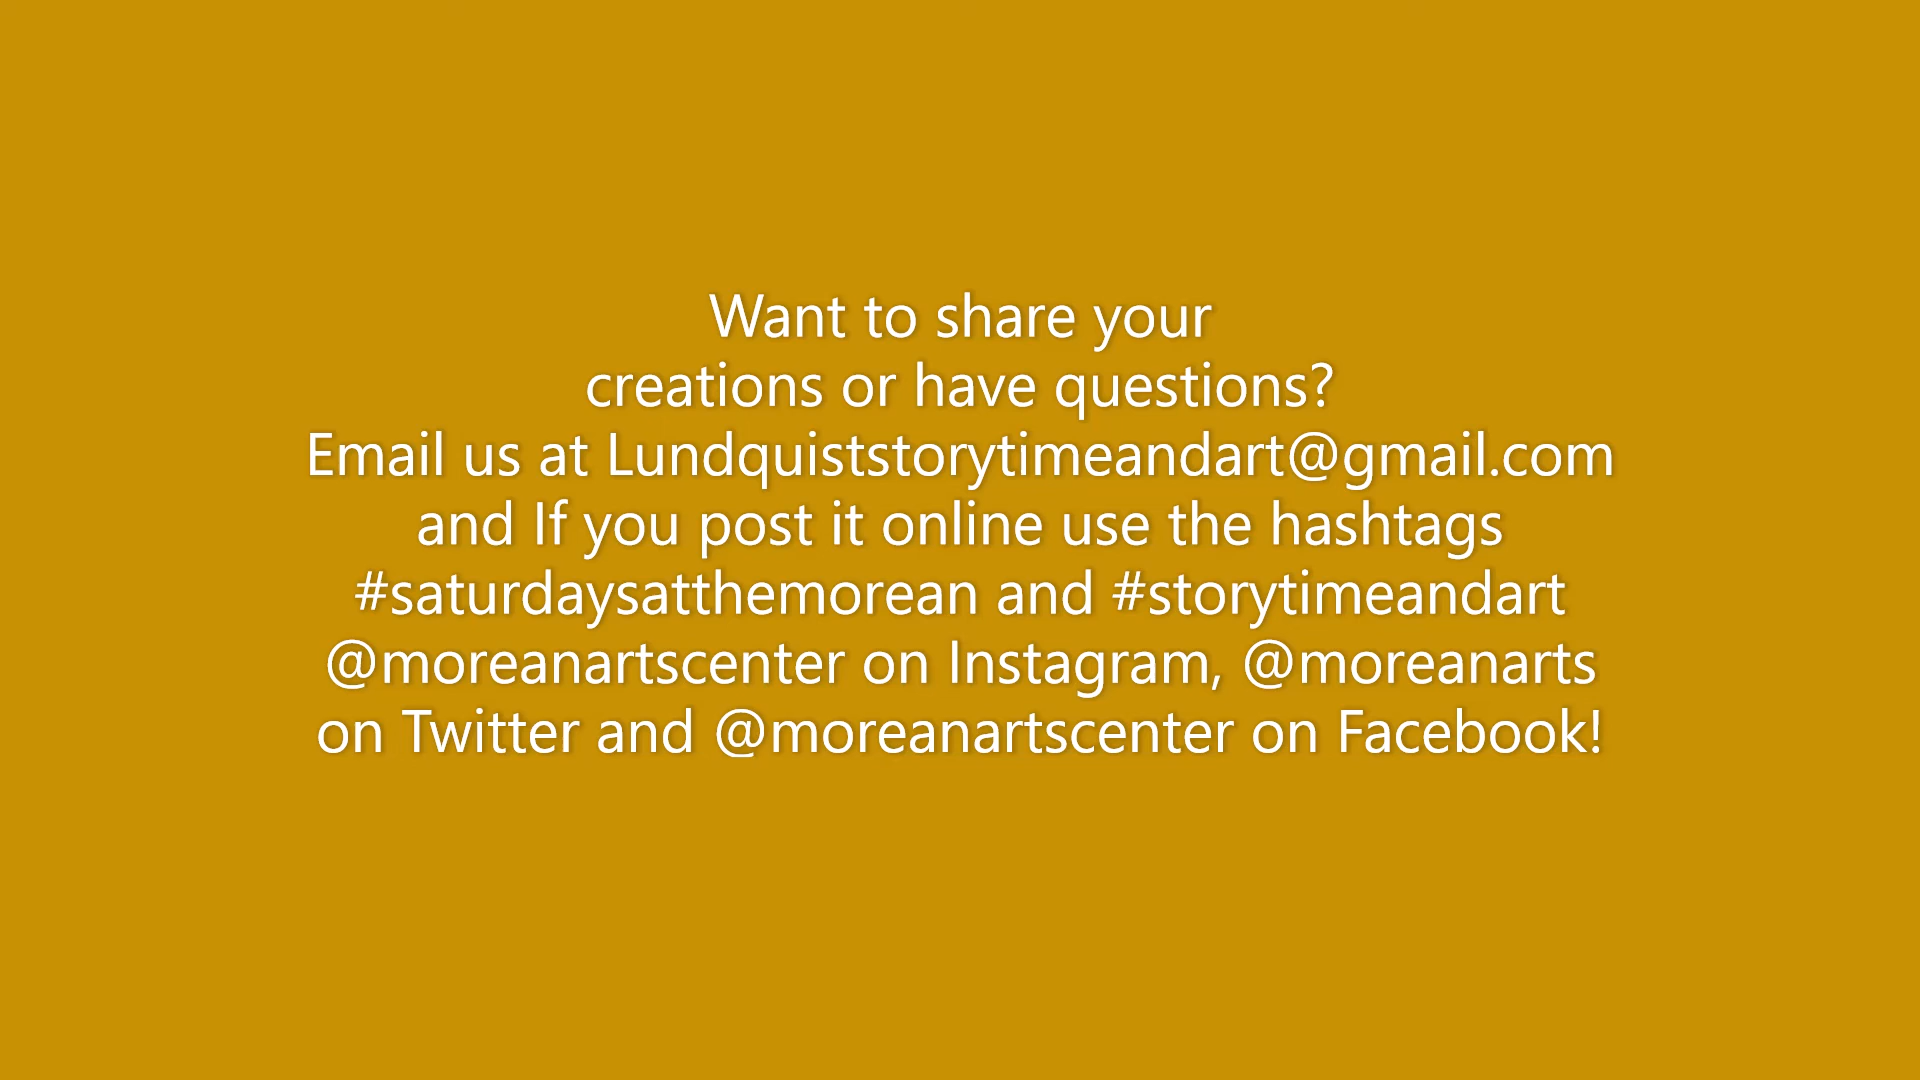 Want to share your
creations or have questions?
Email us at Lundquiststorytimeandart@gmail.com
and If you post it online use the hashtags
#saturdaysatthemorean and #storytimeandart
@moreanartscenter on Instagram, @moreanarts
on Twitter and @moreanartscenter on Facebook!